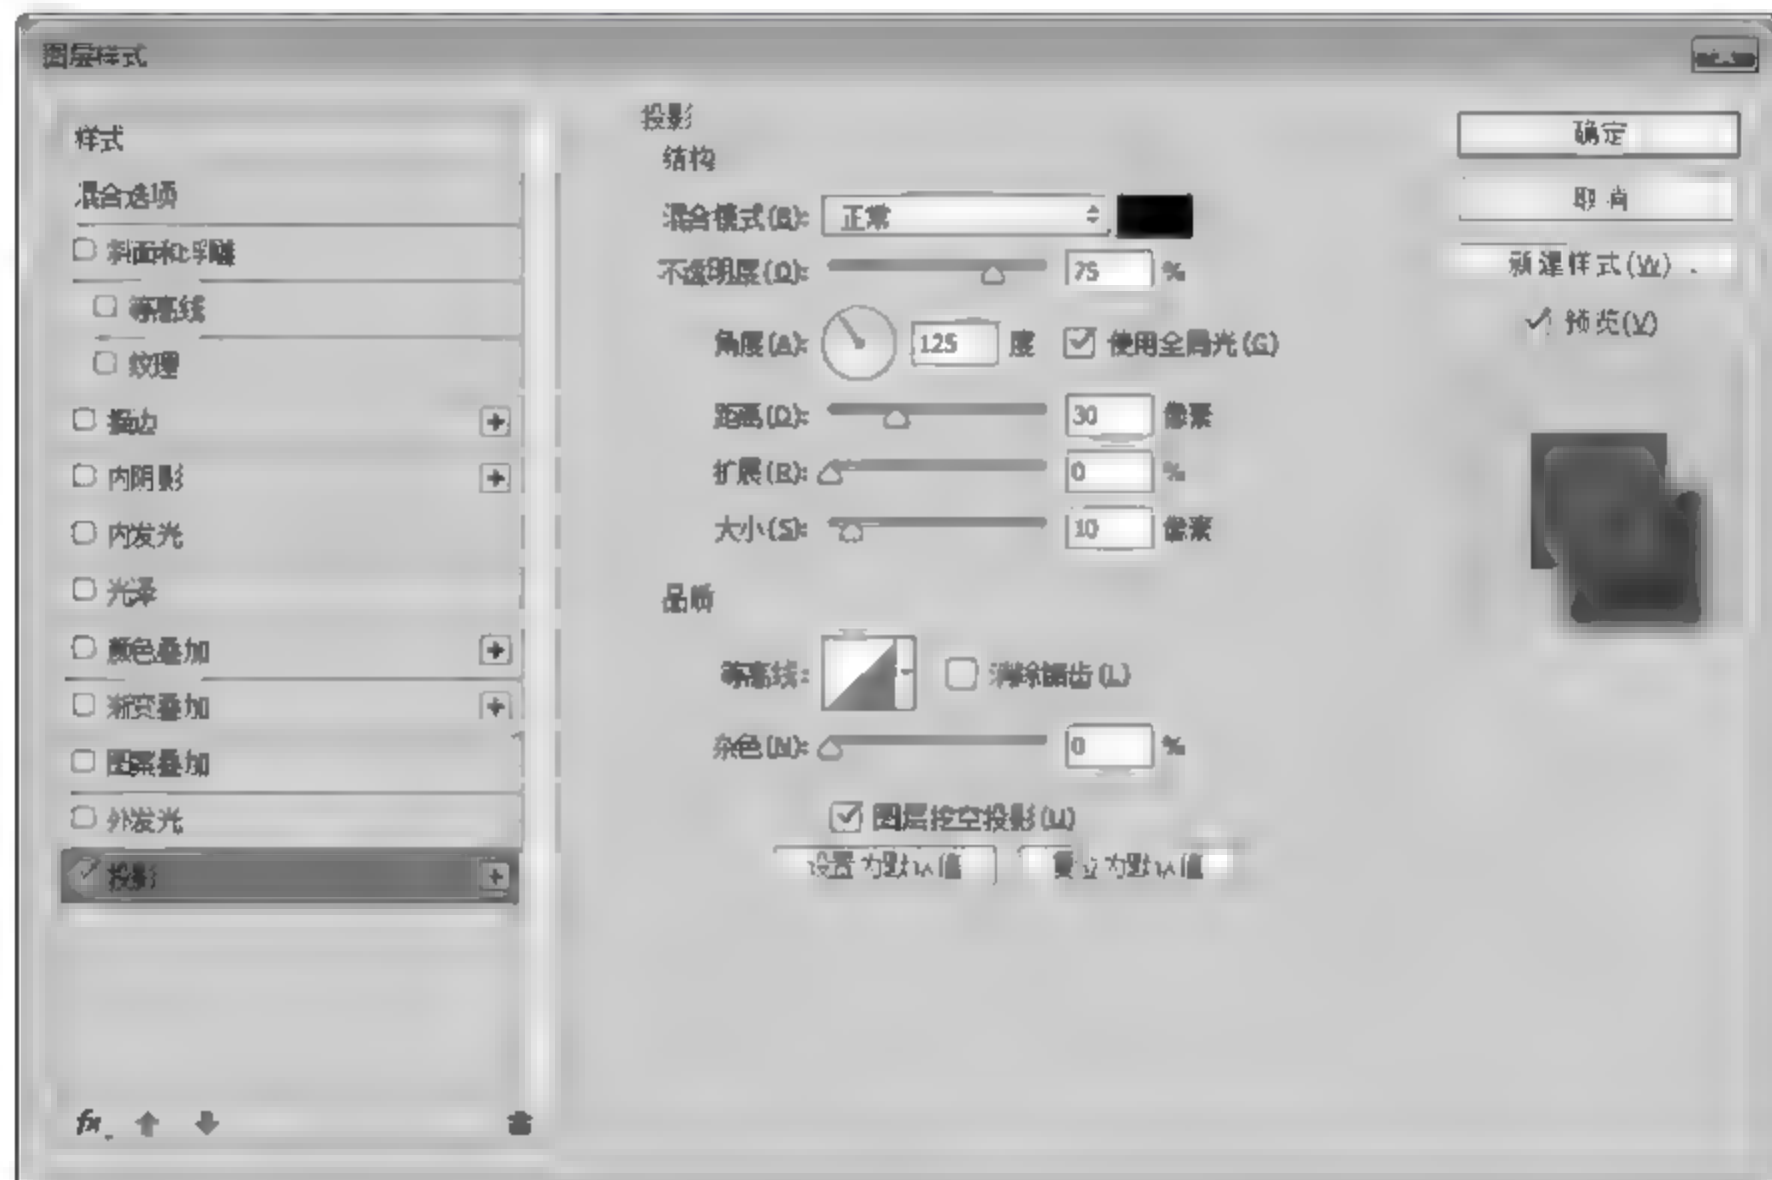 图层样式
样式
混合选项
斜面和浮雕
等高线
纹理
描边
内阴影
内发光
光泽
颜色叠加
渐变叠加
图案叠加
外发光
投影
fx
投影
结构
混合模式(B): 正常
不透明度(O): 75 %
角度(A): 125 度 使用全局光(G)
距离(D): 30 像素
扩展(R): 0 %
大小(S): 10 像素
品质
等高线: 消除锯齿(L)
杂色(N): 0 %
图层挖空投影(U)
设置为默认值 复位为默认值
确定
取消
新建样式(W)
预览(V)